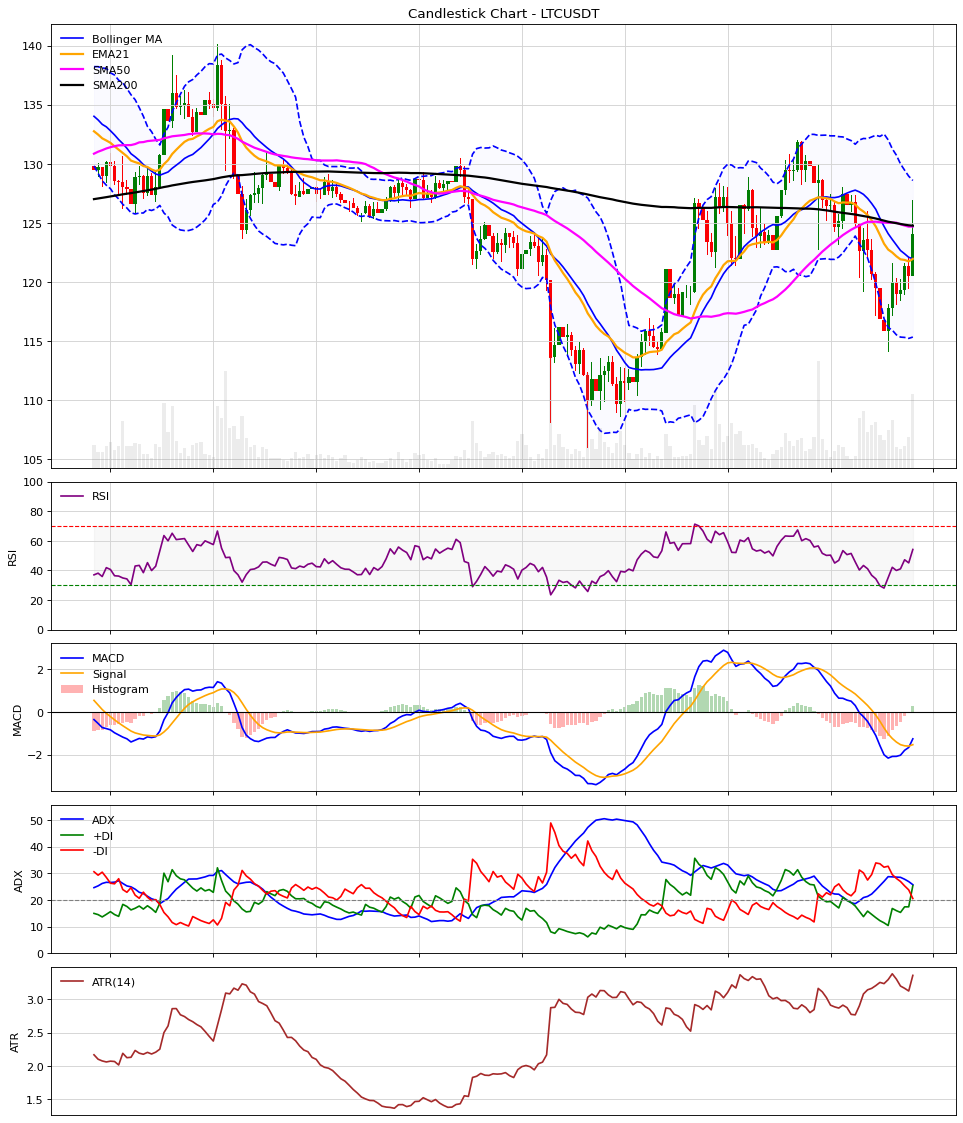 Candlestick Chart - LTCUSDT
Bollinger MA
EMA21
SMA50
SMA200
140
135
130
125
120
115
110
105
RSI
100
80
60
40
20
0
RSI
MACD
Signal
Histogram
2
0
−2
MACD
ADX
+DI
-DI
50
40
30
20
10
0
ADX
ATR(14)
3.0
2.5
2.0
1.5
ATR